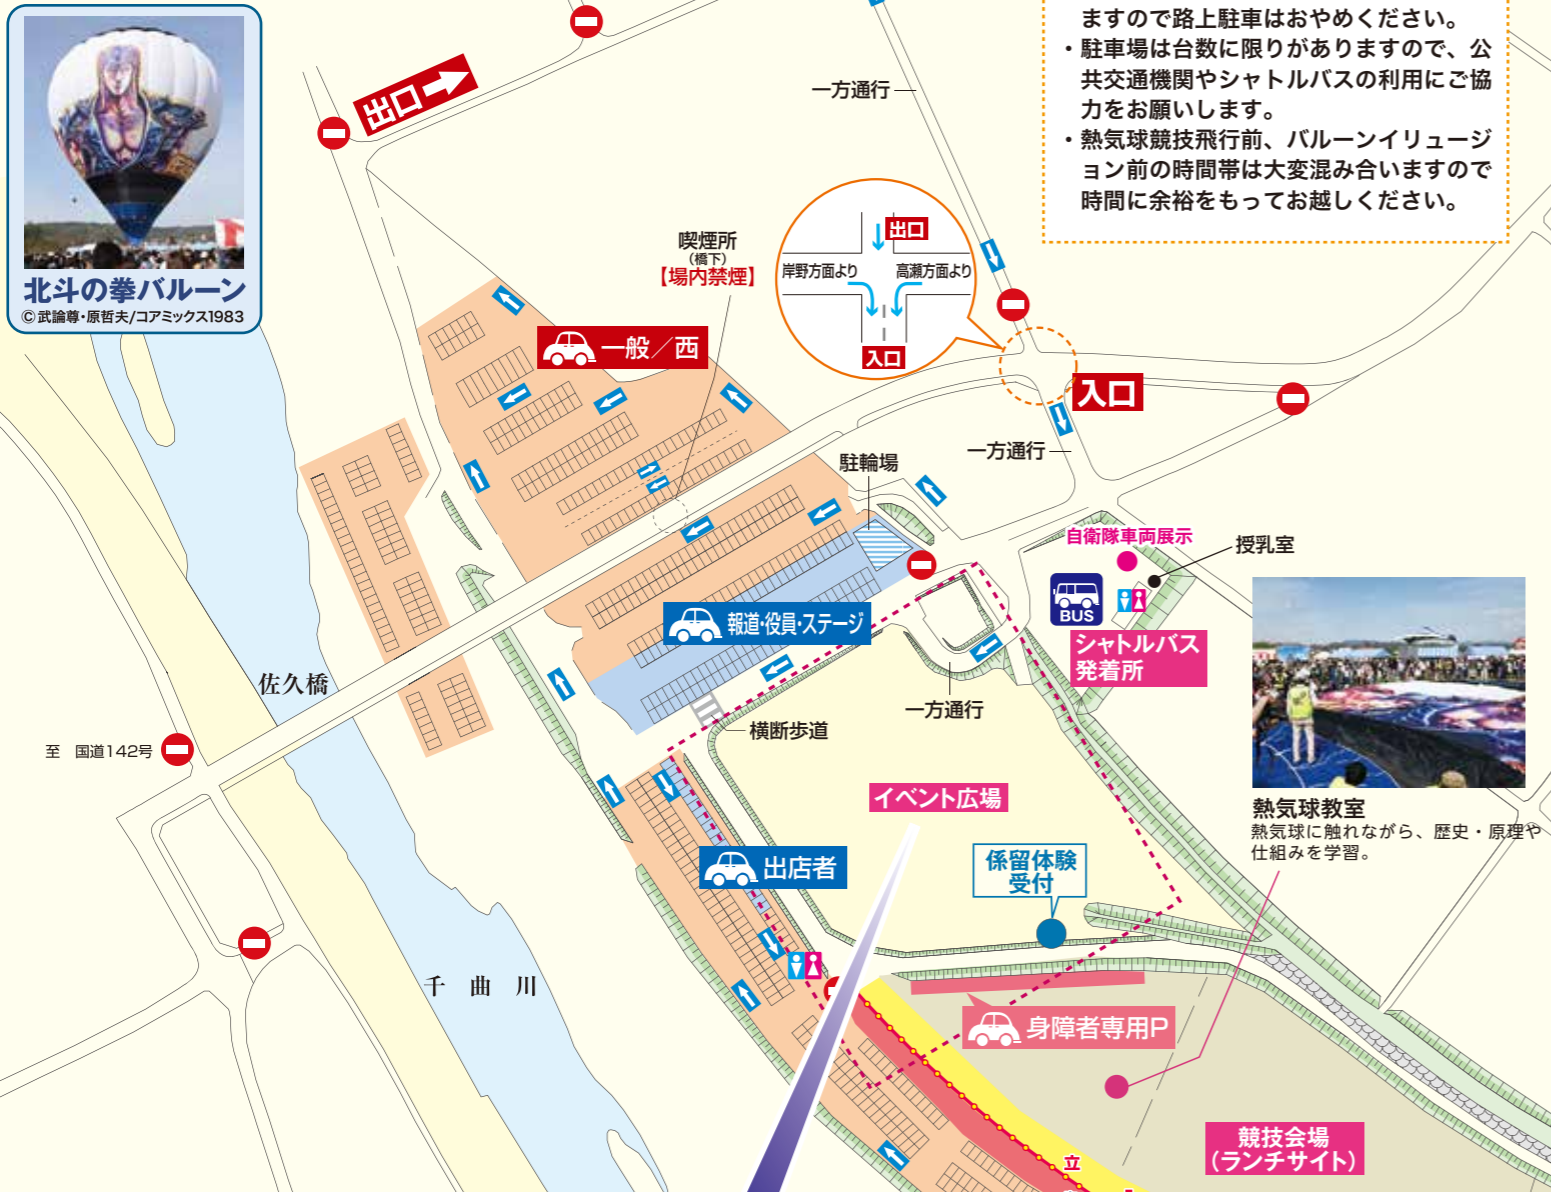 北斗の拳バルーン
©武論尊・原哲夫/コアミックス1983
出口
ますので路上駐車はおやめください。
・駐車場は台数に限りがありますので、公
共交通機関やシャトルバスの利用にご協
力をお願いします。
・熱気球競技飛行前、バルーンイリュージ
ョン前の時間帯は大変混み合いますので
時間に余裕をもってお越しください。
一方通行
喫煙所
(橋下)
【場内禁煙】
出口
岸野方面より
高瀬方面より
入口
一般／西
入口
一方通行
駐輪場
自衛隊車両展示
授乳室
BUS
シャトルバス
発着所
報道・役員・ステージ
佐久橋
至 国道142号
横断歩道
一方通行
イベント広場
熱気球教室
熱気球に触れながら、歴史・原理や
仕組みを学習。
出店者
係留体験
受付
千曲川
身障者専用P
競技会場
(ランチサイト)
立